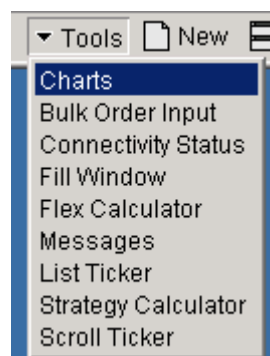 Tools New
Charts
Bulk Order Input
Connectivity Status
Fill Window
Flex Calculator
Messages
List Ticker
Strategy Calculator
Scroll Ticker